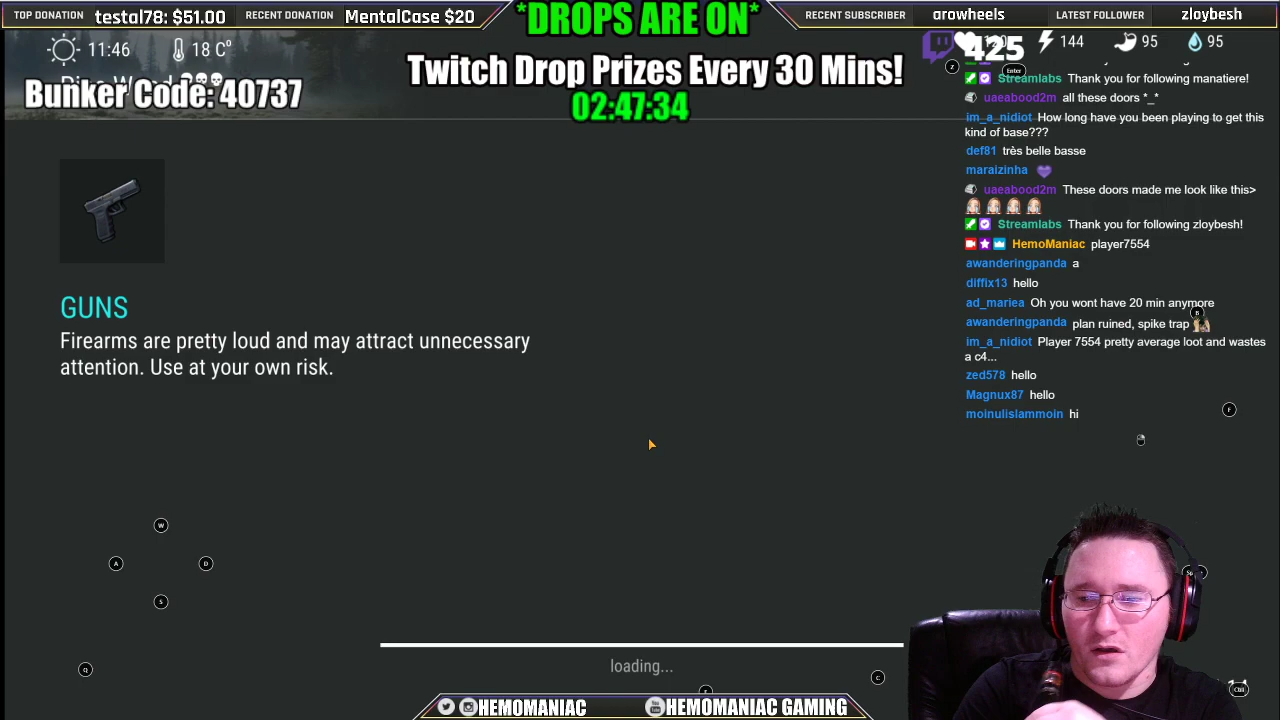 TOP DONATION testal78: $51.00 RECENT DONATION MentalCase $20 *DROPS ARE ON* RECENT SUBSCRIBER arowheels LATEST FOLLOWER zloybesh
11:46 18 C° 425 144 95 95
Bunker Code: 40737
Twitch Drop Prizes Every 30 Mins!
02:47:34
Z
Enter
Streamlabs Thank you for following manatiere!
uaeabood2m all these doors *_*
im_a_nidiot How long have you been playing to get this
kind of base???
def81 très belle basse
maraizinha
uaeabood2m These doors made me look like this>
Streamlabs Thank you for following zloybesh!
HemoManiac player7554
awanderingpanda a
diffix13 hello
ad_mariea Oh you wont have 20 min anymore
B
awanderingpanda plan ruined, spike trap
im_a_nidiot Player 7554 pretty average loot and wastes
a c4...
zed578 hello
Magnux87 hello
moinulislammoin hi
F
GUNS
Firearms are pretty loud and may attract unnecessary
attention. Use at your own risk.
W
A D
S
Q
loading...
C
Ctrl
HEMOMANIAC HEMOMANIAC GAMING